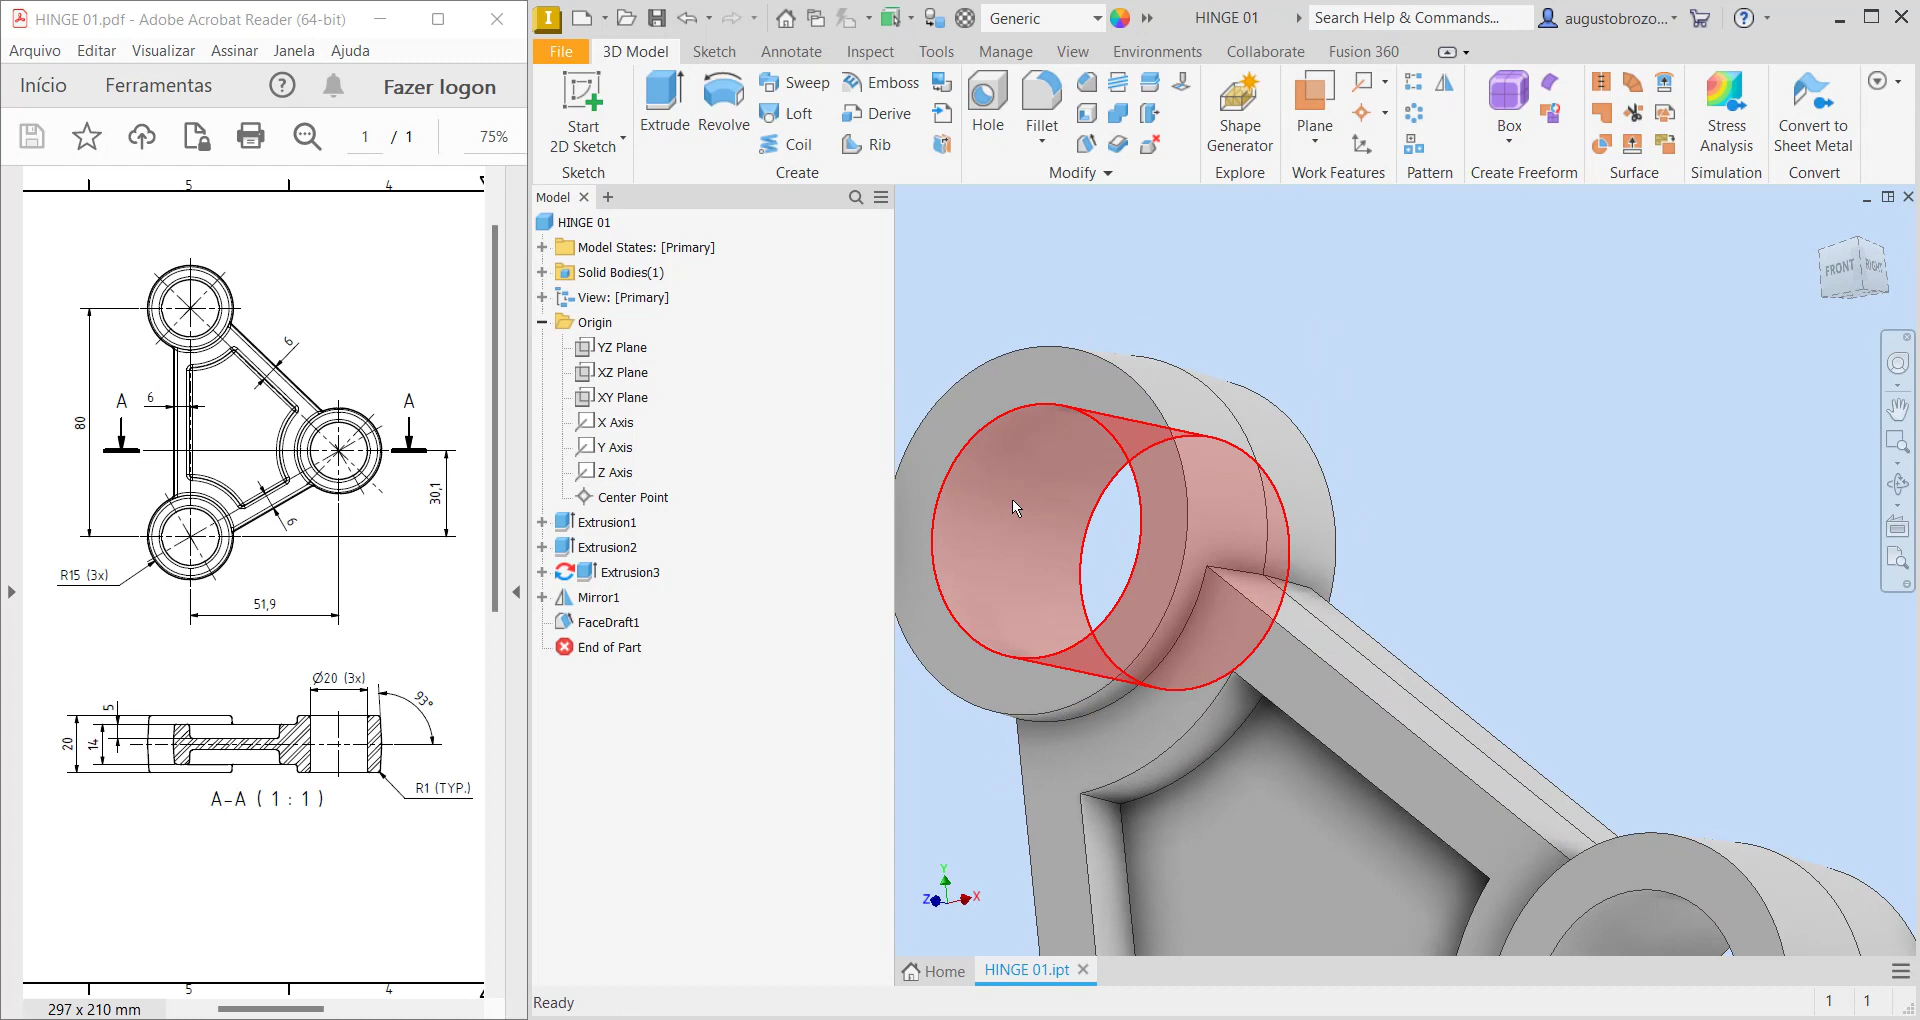 HINGE 01.pdf - Adobe Acrobat Reader (64-bit)
Arquivo Editar Visualizar Assinar Janela Ajuda
Início Ferramentas Fazer logon
1 / 1 75%
5 4
80
6
6
6
A A
30,1
R15 (3x)
51,9
Ø20 (3x)
93°
5
20
14
R1 (TYP.)
A-A ( 1 : 1 )
5 4
297 x 210 mm
Generic
HINGE 01
Search Help & Commands...
augustobrozo...
File 3D Model Sketch Annotate Inspect Tools Manage View Environments Collaborate Fusion 360
Start
2D Sketch
Extrude
Revolve
Sweep
Loft
Coil
Emboss
Derive
Rib
Hole
Fillet
Shape
Generator
Plane
Box
Stress
Analysis
Convert to
Sheet Metal
Sketch Create Modify Explore Work Features Pattern Create Freeform Surface Simulation Convert
Model
HINGE 01
Model States: [Primary]
Solid Bodies(1)
View: [Primary]
Origin
YZ Plane
XZ Plane
XY Plane
X Axis
Y Axis
Z Axis
Center Point
Extrusion1
Extrusion2
Extrusion3
Mirror1
FaceDraft1
End of Part
FRONT RIGHT
Y
Z X
Home HINGE 01.ipt
Ready 1 1